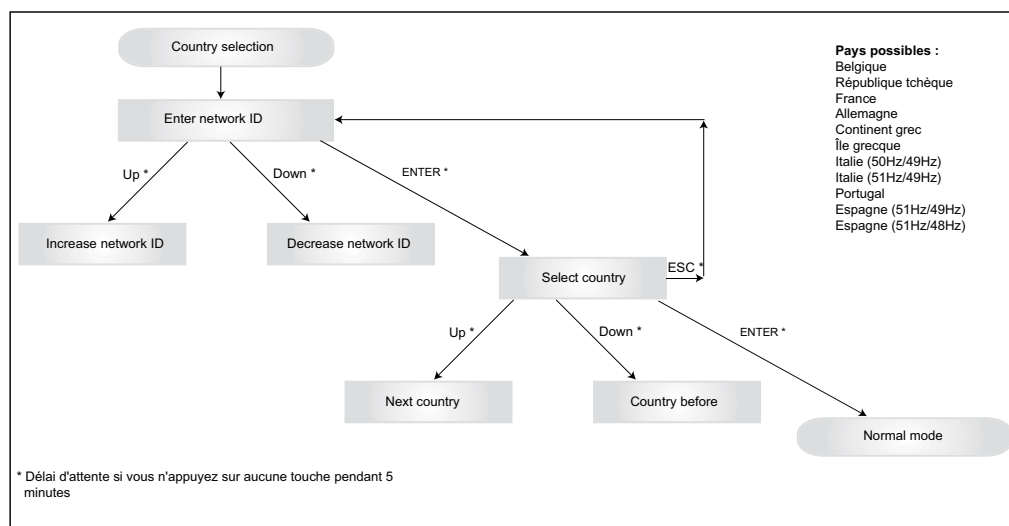 Country selection
Enter network ID
Up *
Down *
ENTER *
Increase network ID
Decrease network ID
Select country
ESC *
Up *
Down *
ENTER *
Next country
Country before
Normal mode
Pays possibles :
Belgique
République tchèque
France
Allemagne
Continent grec
Île grecque
Italie (50Hz/49Hz)
Italie (51Hz/49Hz)
Portugal
Espagne (51Hz/49Hz)
Espagne (51Hz/48Hz)
* Délai d'attente si vous n'appuyez sur aucune touche pendant 5
minutes